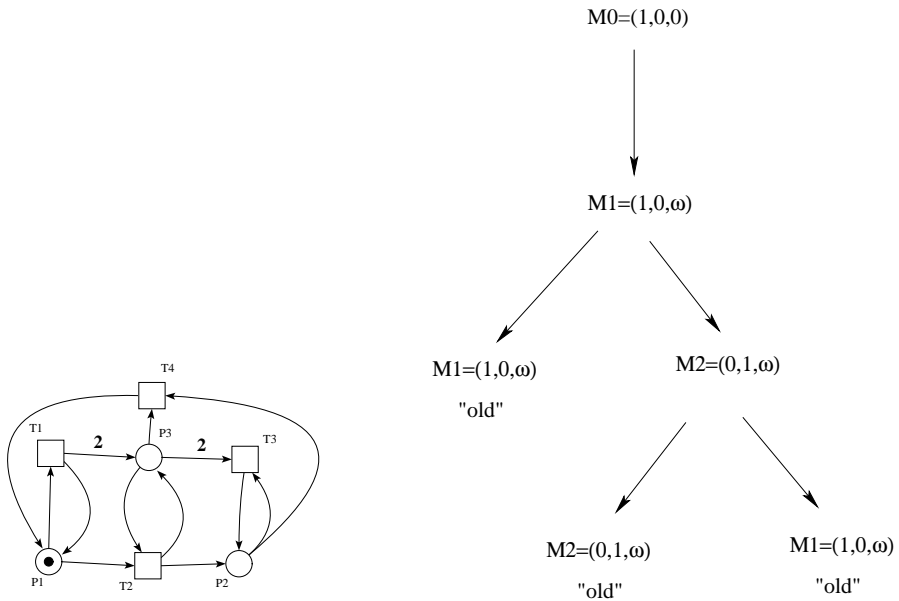 M0=(1,0,0)
M1=(1,0,ω)
M1=(1,0,ω)
"old"
M2=(0,1,ω)
M2=(0,1,ω)
"old"
M1=(1,0,ω)
"old"
T4
T1
2
P3
2
T3
P1
T2
P2